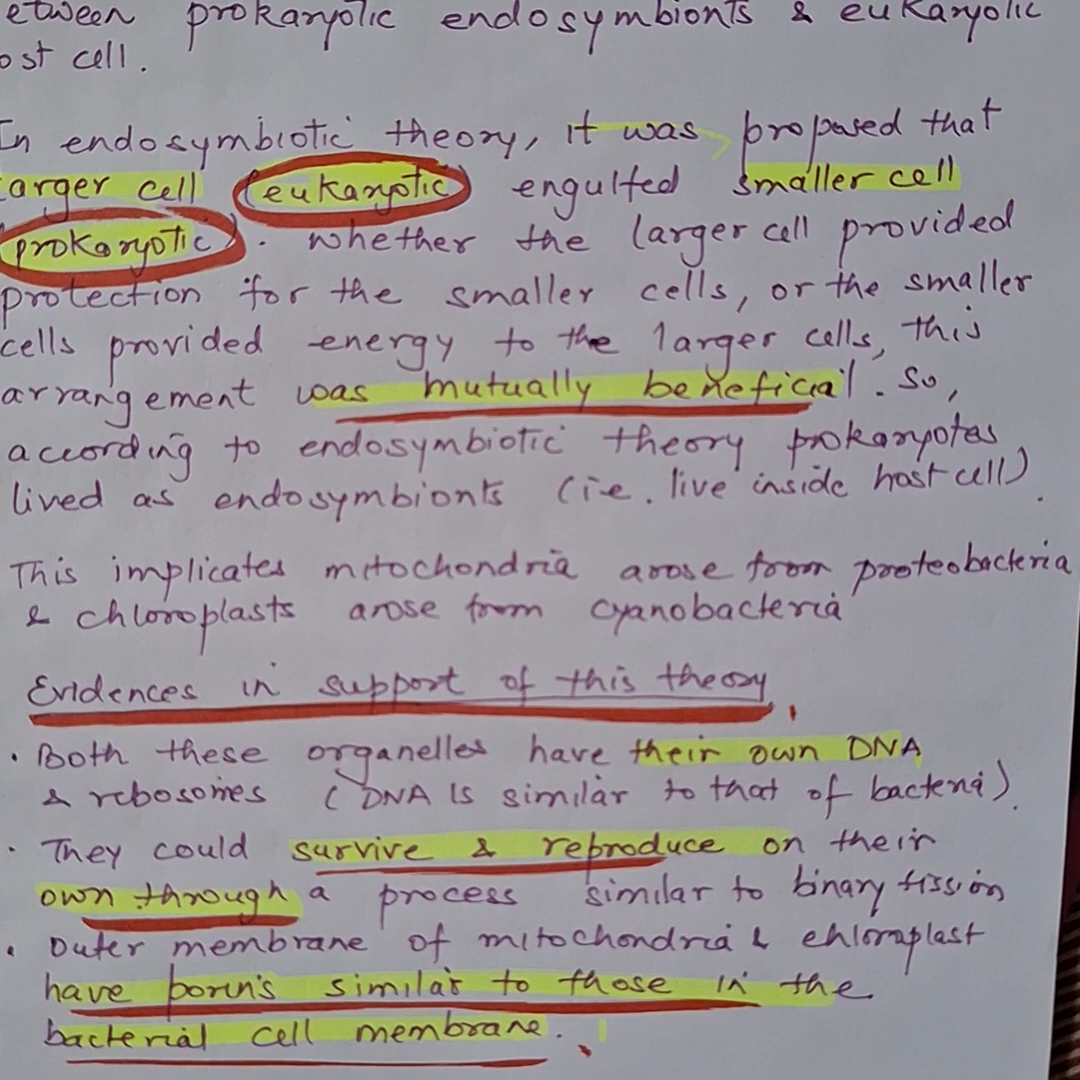 etween prokaryotic endosymbionts & eukaryotic
ost cell.
In endosymbiotic theory, it was proposed that
larger cell (eukaryotic) engulfed smaller cell
(prokaryotic). Whether the larger cell provided
protection for the smaller cells, or the smaller
cells provided energy to the larger cells, this
arrangement was mutually beneficial. So,
according to endosymbiotic theory prokaryotes
lived as endosymbionts (i.e. live inside host cell).
This implicates mitochondria arose from proteobacteria
& chloroplasts arose from cyanobacteria
Evidences in support of this theory.
. Both these organelles have their own DNA
& rebosomes (DNA is similar to that of bacteria).
. They could survive & reproduce on their
own through a process similar to binary fission
. Outer membrane of mitochondria & chloroplast
have porin's similar to those in the
bacterial cell membrane.